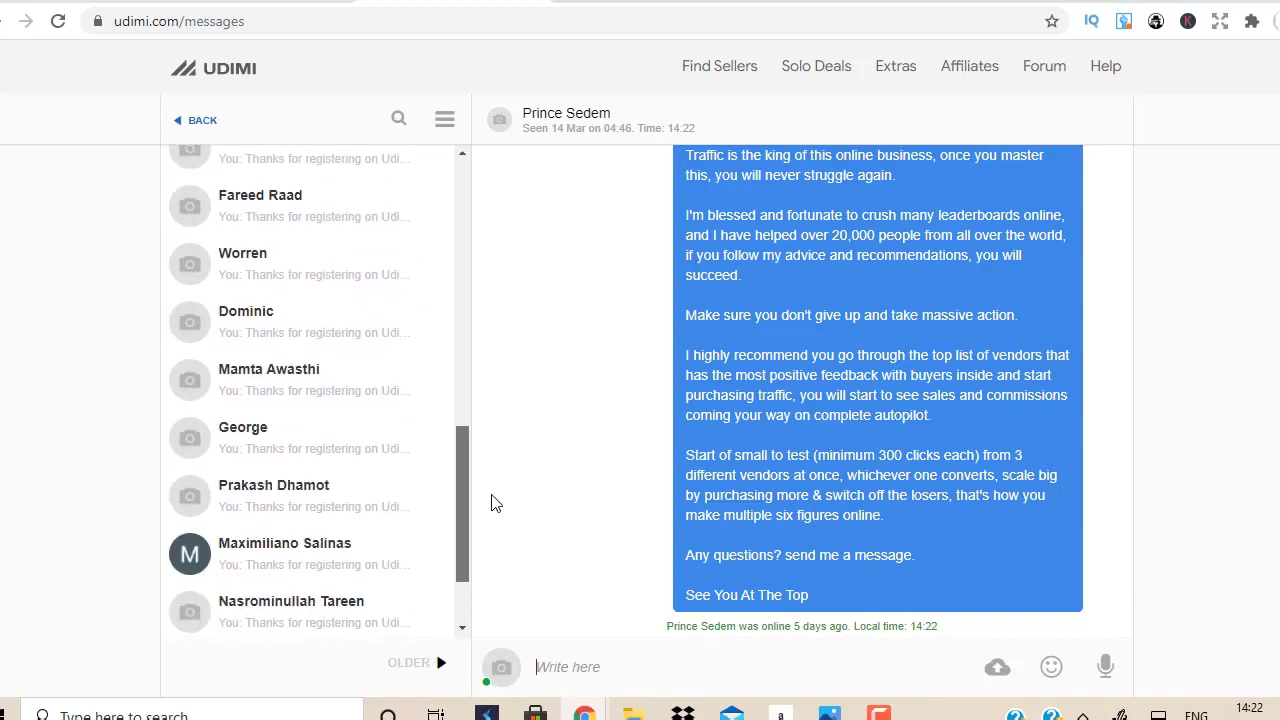 udimi.com/messages
IQ
K
UDIMI
Find Sellers
Solo Deals
Extras
Affiliates
Forum
Help
BACK
Prince Sedem
Seen 14 Mar on 04:46. Time: 14:22
You: Thanks for registering on Udi...
Fareed Raad
You: Thanks for registering on Udi...
Worren
You: Thanks for registering on Udi...
Dominic
You: Thanks for registering on Udi...
Mamta Awasthi
You: Thanks for registering on Udi...
George
You: Thanks for registering on Udi...
Prakash Dhamot
You: Thanks for registering on Udi...
M
Maximiliano Salinas
You: Thanks for registering on Udi...
Nasrominullah Tareen
You: Thanks for registering on Udi...
OLDER
Traffic is the king of this online business, once you master
this, you will never struggle again.
I'm blessed and fortunate to crush many leaderboards online,
and I have helped over 20,000 people from all over the world,
if you follow my advice and recommendations, you will
succeed.
Make sure you don't give up and take massive action.
I highly recommend you go through the top list of vendors that
has the most positive feedback with buyers inside and start
purchasing traffic, you will start to see sales and commissions
coming your way on complete autopilot.
Start of small to test (minimum 300 clicks each) from 3
different vendors at once, whichever one converts, scale big
by purchasing more & switch off the losers, that's how you
make multiple six figures online.
Any questions? send me a message.
See You At The Top
Prince Sedem was online 5 days ago. Local time: 14:22
Write here
Type here to search
a
ENG
14:22